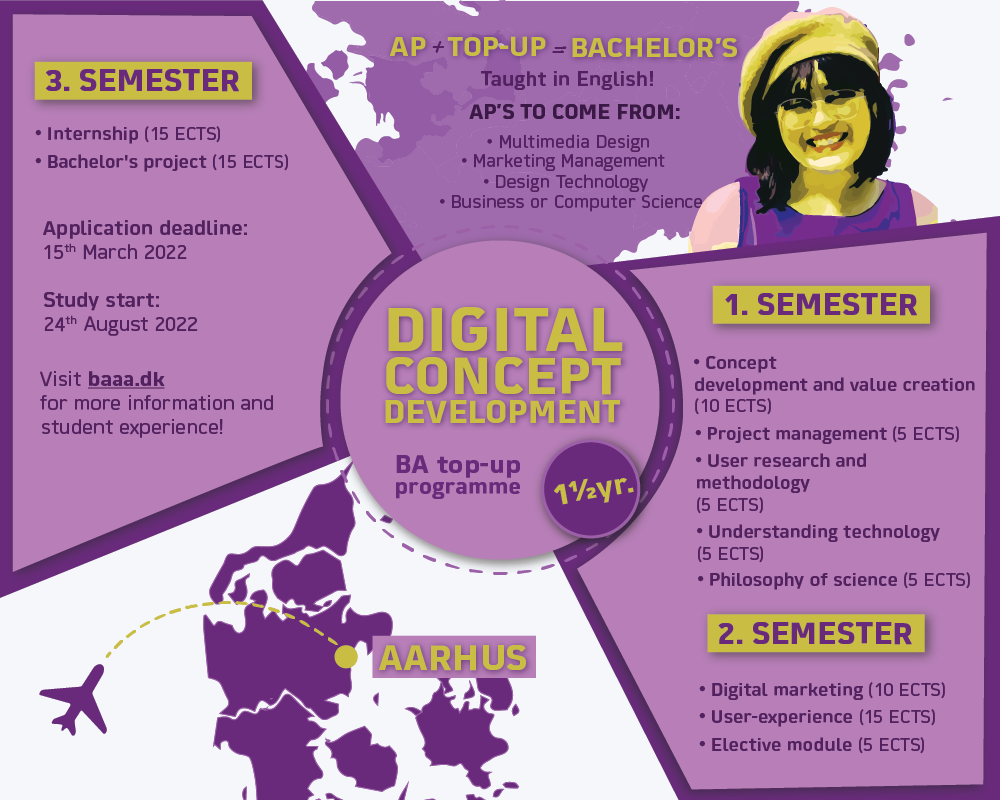 AP + TOP-UP = BACHELOR'S
Taught in English!
AP'S TO COME FROM:
• Multimedia Design
• Marketing Management
• Design Technology
• Business or Computer Science
DIGITAL
CONCEPT
DEVELOPMENT
BA top-up
programme
1½yr.
1. SEMESTER
• Concept
development and value creation
(10 ECTS)
• Project management (5 ECTS)
• User research and
methodology
(5 ECTS)
• Understanding technology
(5 ECTS)
• Philosophy of science (5 ECTS)
2. SEMESTER
• Digital marketing (10 ECTS)
• User-experience (15 ECTS)
• Elective module (5 ECTS)
3. SEMESTER
• Internship (15 ECTS)
• Bachelor's project (15 ECTS)
Application deadline:
15th March 2022
Study start:
24th August 2022
Visit baaa.dk
for more information and
student experience!
AARHUS